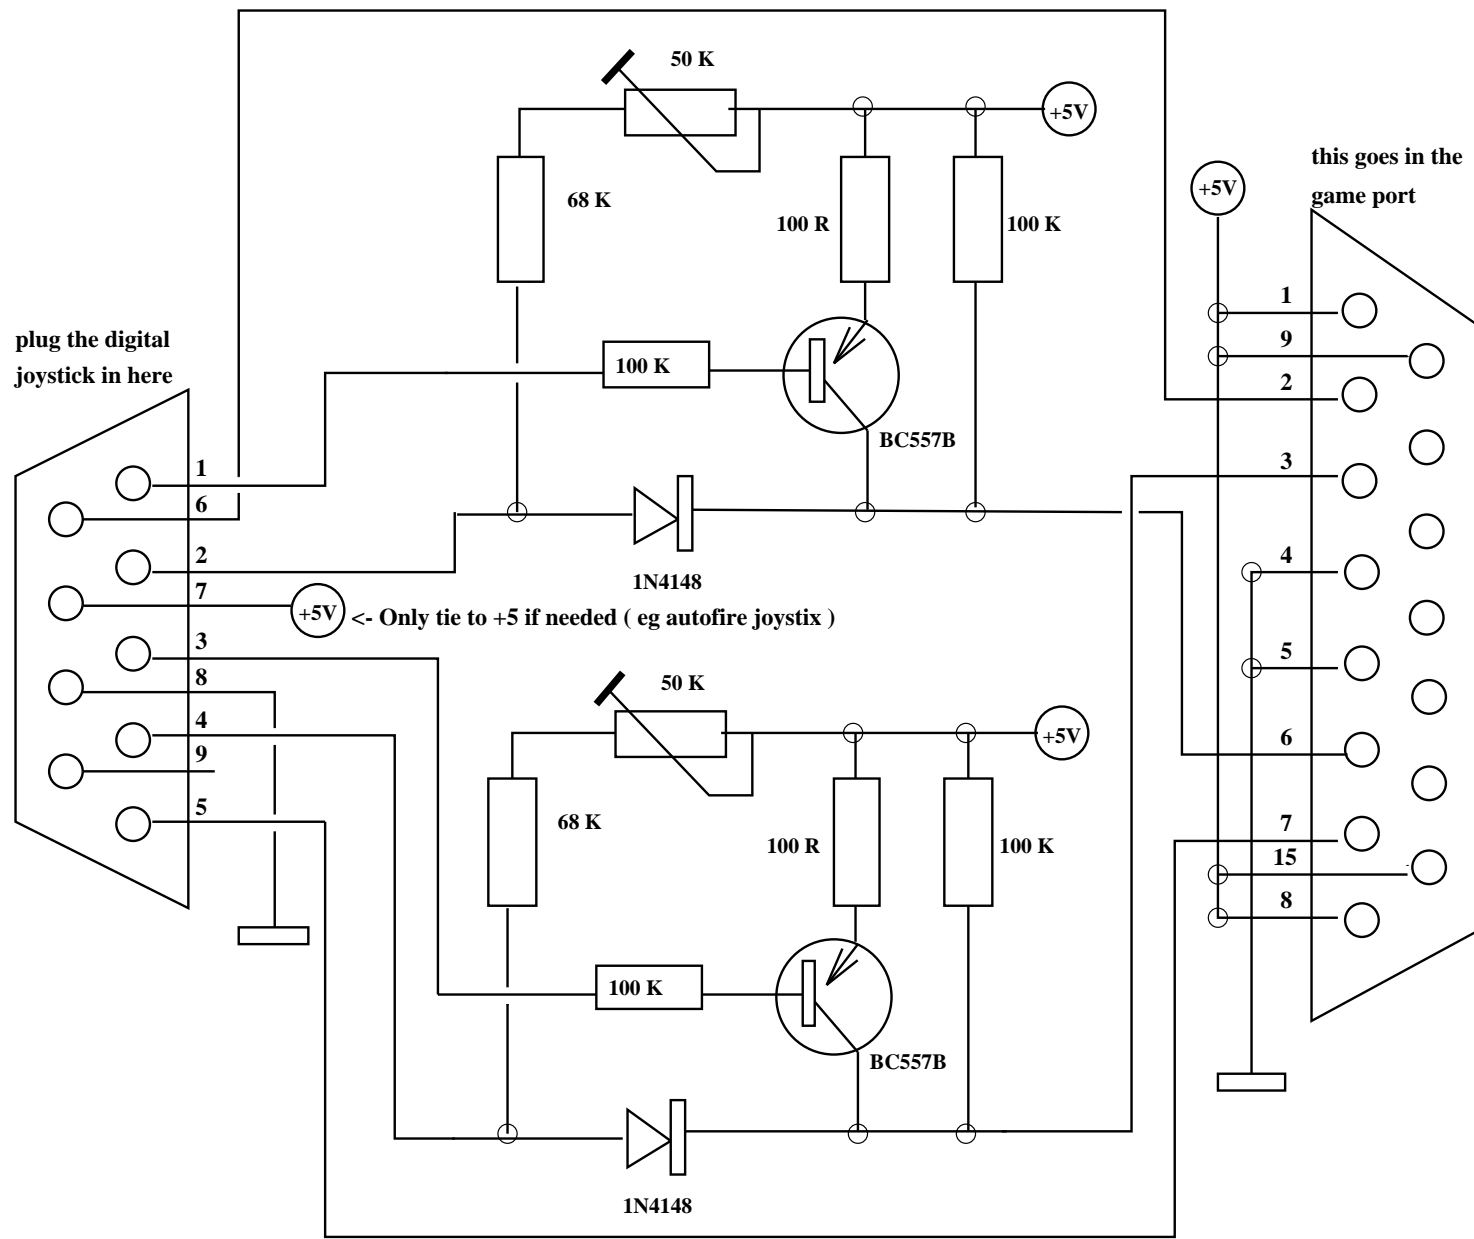 50 K
+5V
this goes in the
game port
+5V
68 K
100 R
100 K
1
9
plug the digital
joystick in here
100 K
2
BC557B
3
1
6
2
1N4148
4
7
+5V
<- Only tie to +5 if needed ( eg autofire joystix )
3
5
8
50 K
4
+5V
6
9
5
68 K
100 R
100 K
7
15
8
100 K
BC557B
1N4148